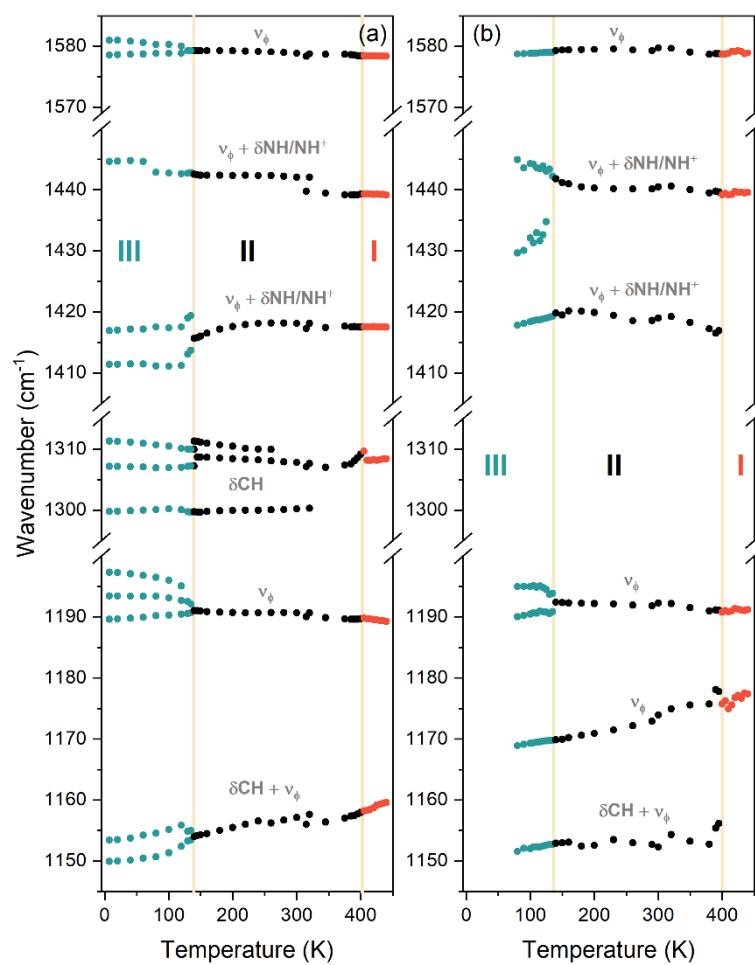 (a)
(b)
1580
1570
1440
1430
1420
1410
1310
1300
1190
1180
1170
1160
1150
Wavenumber (cm⁻¹)
νϕ
νϕ + δNH/NH⁺
III
II
I
νϕ + δNH/NH⁺
δCH
νϕ
δCH + νϕ
0 100 200 300 400
Temperature (K)
1580
1570
1440
1430
1420
1410
1310
1300
1190
1180
1170
1160
1150
νϕ
νϕ + δNH/NH⁺
νϕ + δNH/NH⁺
III
II
I
νϕ
νϕ
δCH + νϕ
0 100 200 300 400
Temperature (K)